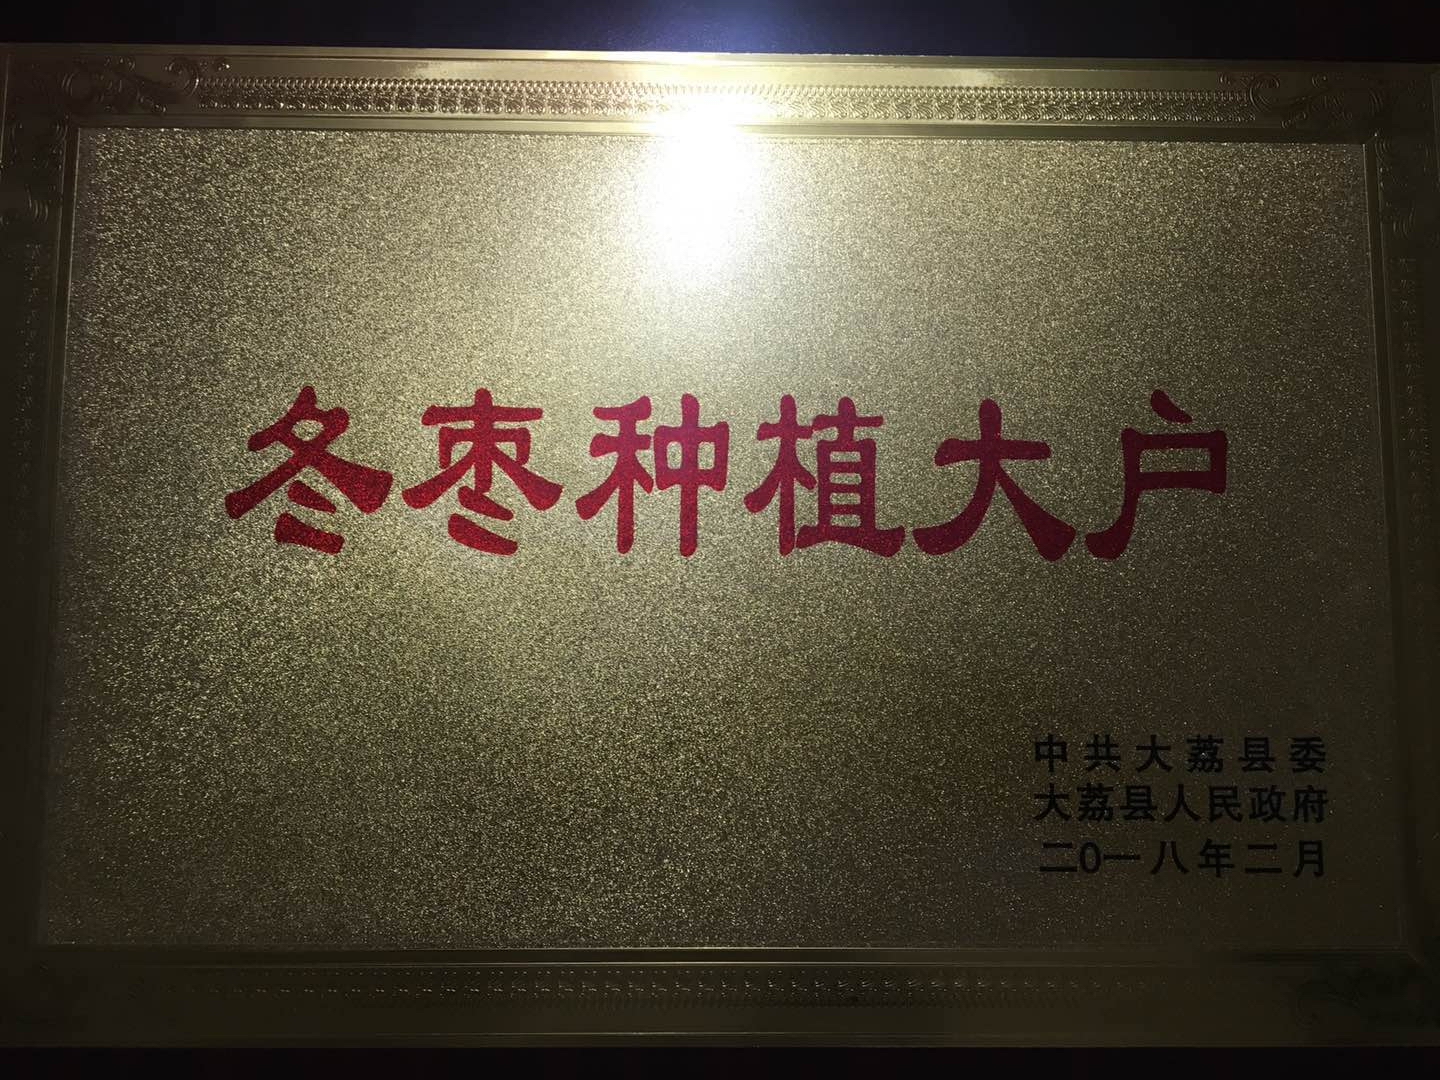 冬枣种植大户
中共大荔县委
大荔县人民政府
二0一八年二月